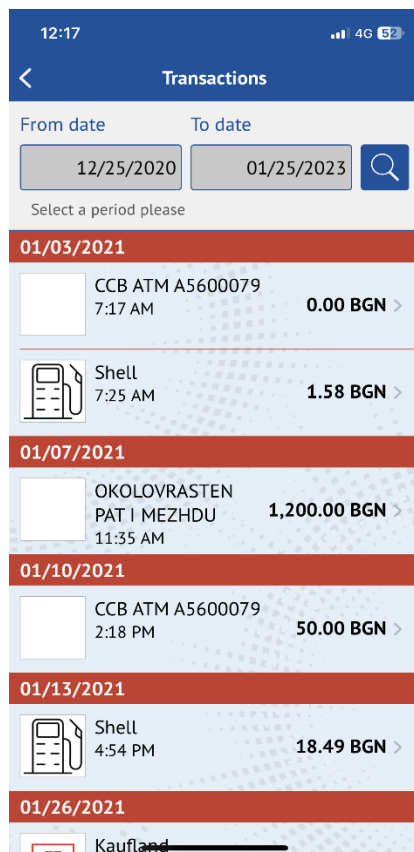 12:17
4G 52
Transactions
From date To date
12/25/2020 01/25/2023
Select a period please
01/03/2021
CCB ATM A5600079
7:17 AM
0.00 BGN
Shell
7:25 AM
1.58 BGN
01/07/2021
OKOLOVRASTEN
PAT I MEZHDU
11:35 AM
1,200.00 BGN
01/10/2021
CCB ATM A5600079
2:18 PM
50.00 BGN
01/13/2021
Shell
4:54 PM
18.49 BGN
01/26/2021
Kaufland